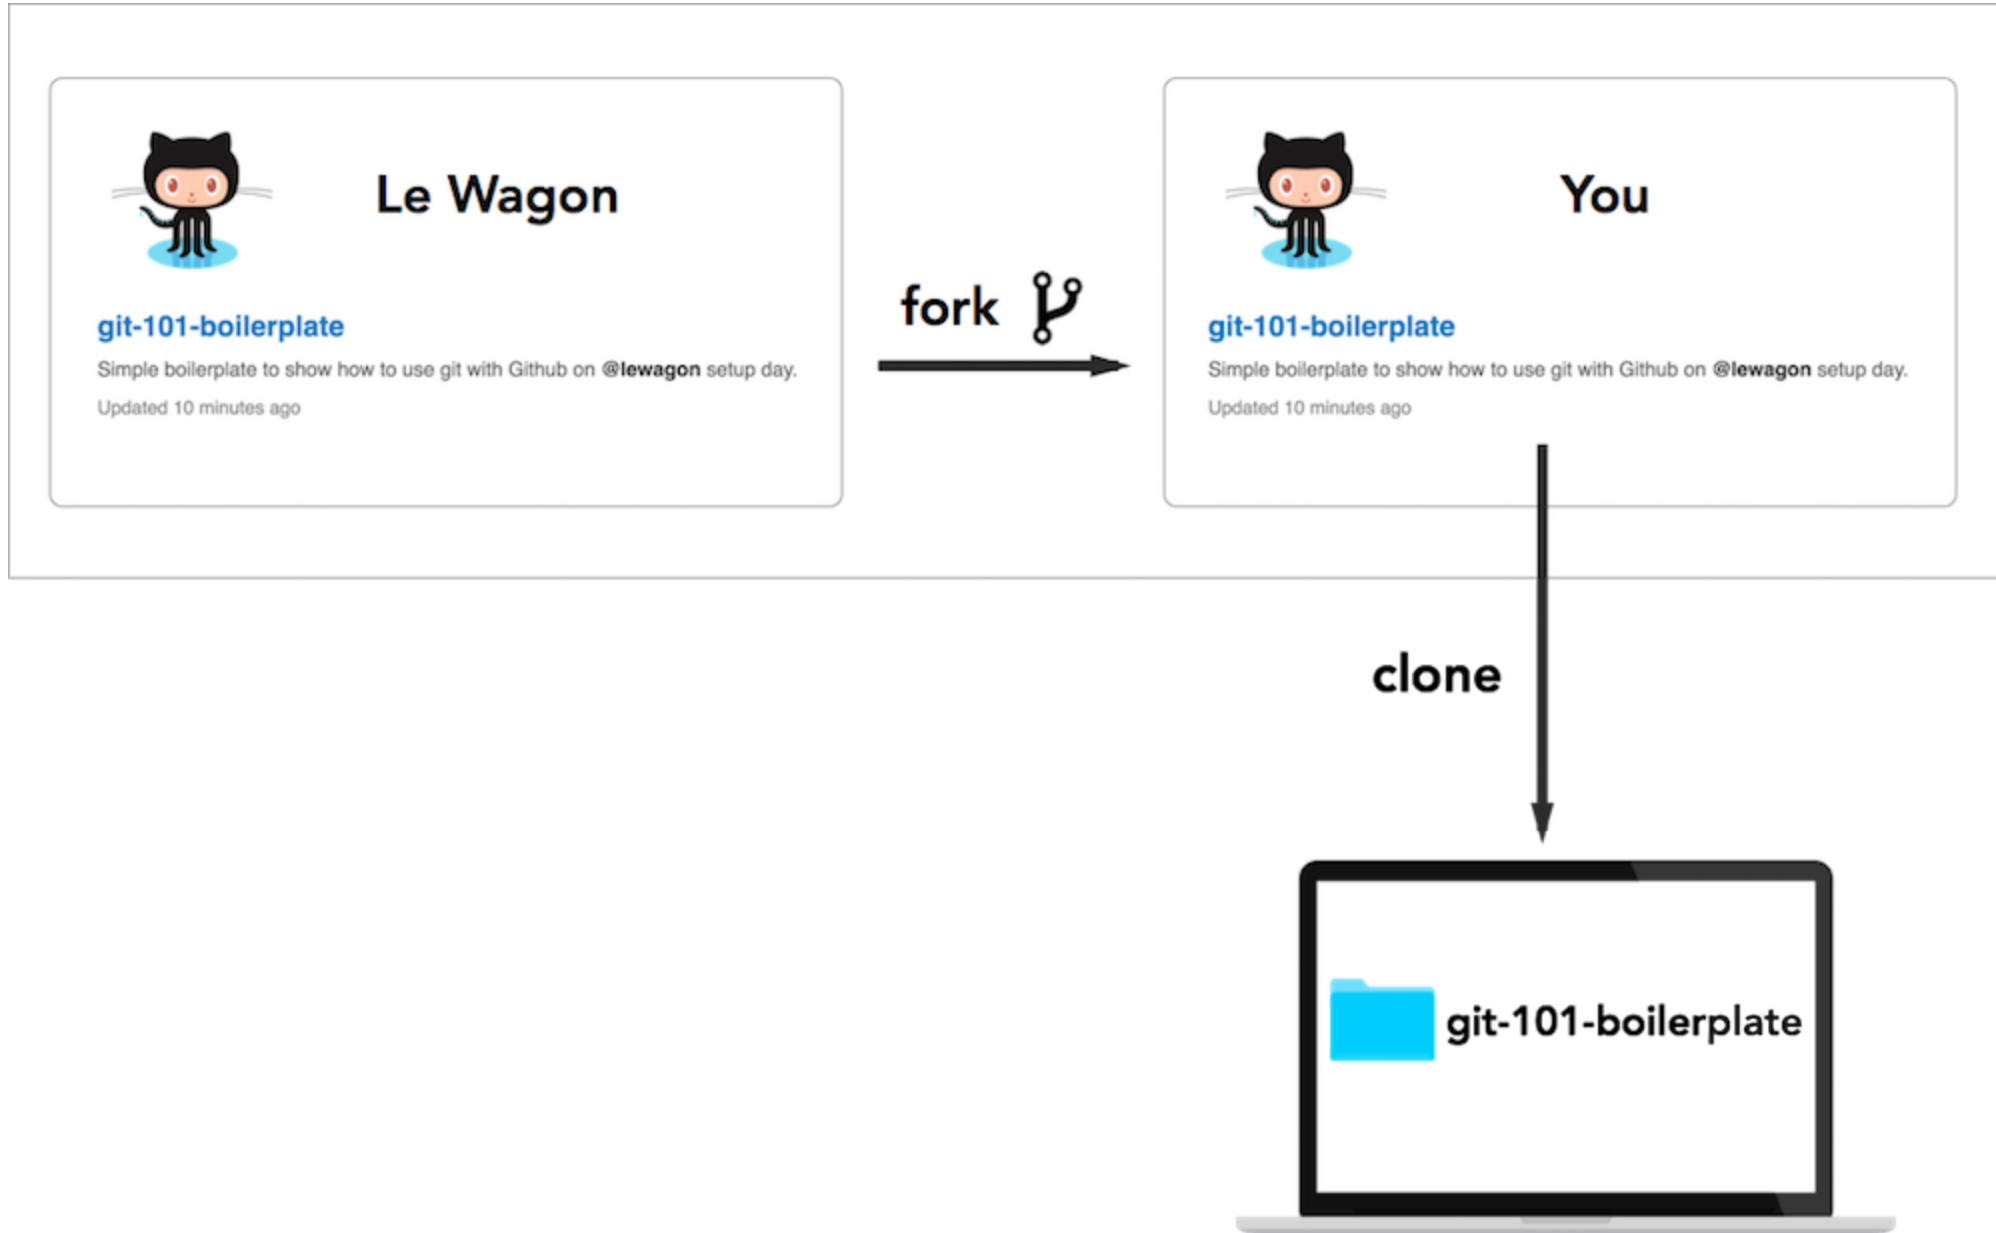 Le Wagon
git-101-boilerplate
Simple boilerplate to show how to use git with Github on @lewagon setup day.
Updated 10 minutes ago
fork
You
git-101-boilerplate
Simple boilerplate to show how to use git with Github on @lewagon setup day.
Updated 10 minutes ago
clone
git-101-boilerplate